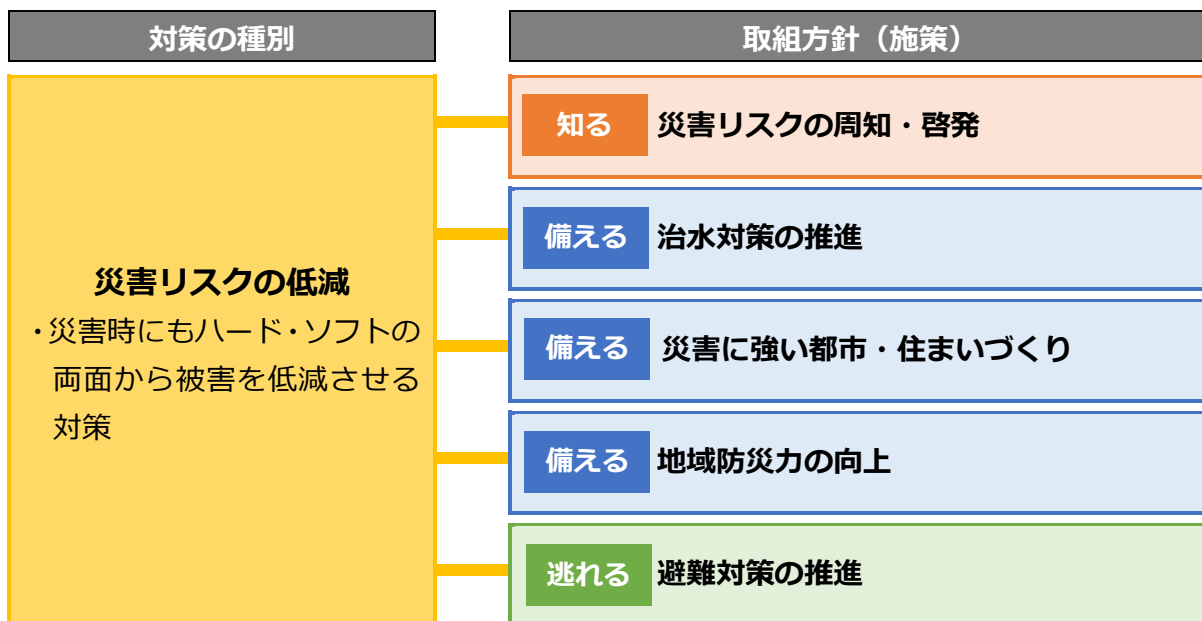 対策の種別
取組方針（施策）
災害リスクの低減
・災害時にもハード・ソフトの
両面から被害を低減させる
対策
知る 災害リスクの周知・啓発
備える 治水対策の推進
備える 災害に強い都市・住まいづくり
備える 地域防災力の向上
逃れる 避難対策の推進